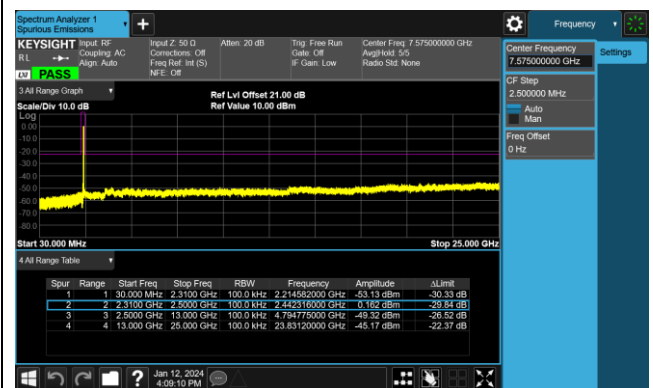 Spectrum Analyzer 1
Spurious Emissions
Frequency
KEYSIGHT
Input: RF
Coupling: AC
Align: Auto
Input Z: 50 Ω
Corrections: Off
Freq Ref: Int (S)
NFE: Off
Atten: 20 dB
Trig: Free Run
Gate: Off
IF Gain: Low
Center Freq: 7.575000000 GHz
Avg|Hold: 5/5
Radio Std: None
R L
LXI PASS
Center Frequency
7.575000000 GHz
Settings
CF Step
2.500000 MHz
Auto
Man
Freq Offset
0 Hz
3 All Range Graph
Scale/Div 10.0 dB
Ref Lvl Offset 21.00 dB
Ref Value 10.00 dBm
Log
0.00
-10.0
-20.0
-30.0
-40.0
-50.0
-60.0
-70.0
-80.0
Start 30.000 MHz
Stop 25.000 GHz
4 All Range Table
Spur Range Start Freq Stop Freq RBW Frequency Amplitude ΔLimit
1 1 30.000 MHz 2.3100 GHz 100.0 kHz 2.214582000 GHz -53.13 dBm -30.33 dB
2 2 2.3100 GHz 2.5000 GHz 100.0 kHz 2.442316000 GHz 0.162 dBm -29.84 dB
3 3 2.5000 GHz 13.000 GHz 100.0 kHz 4.794775000 GHz -49.32 dBm -26.52 dB
4 4 13.000 GHz 25.000 GHz 100.0 kHz 23.83120000 GHz -45.17 dBm -22.37 dB
Jan 12, 2024
4:09:10 PM